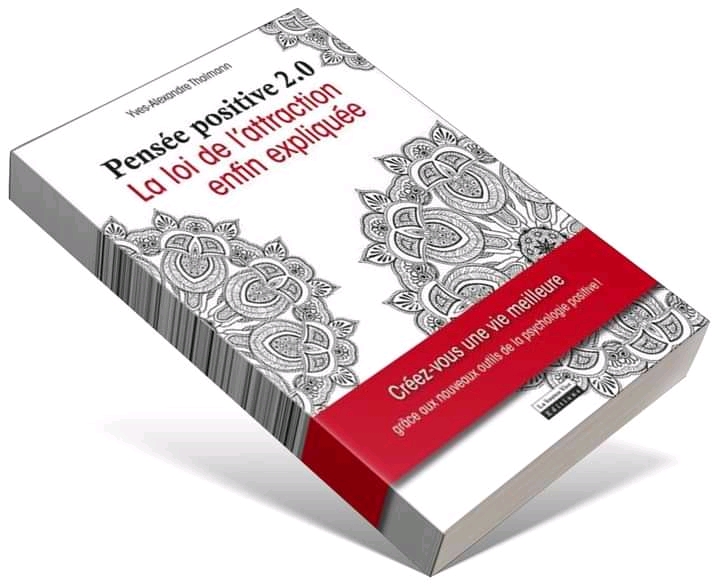 Yves-Alexandre Thalmann
Pensée positive 2.0
La loi de l'attraction
enfin expliquée
Créez-vous une vie meilleure
grâce aux nouveaux outils de la psychologie positive !
Editions